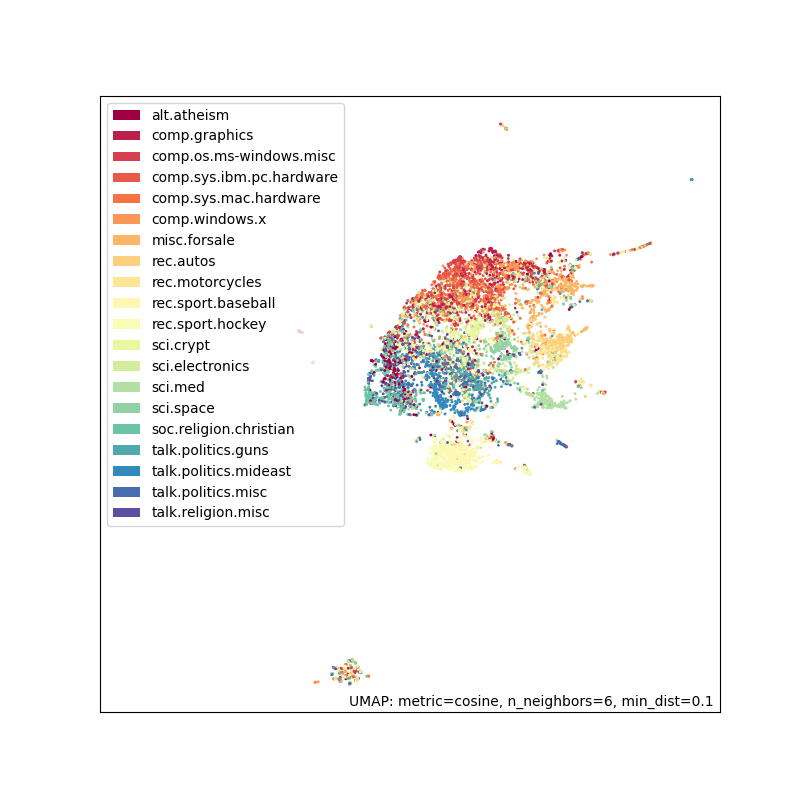 alt.atheism
comp.graphics
comp.os.ms-windows.misc
comp.sys.ibm.pc.hardware
comp.sys.mac.hardware
comp.windows.x
misc.forsale
rec.autos
rec.motorcycles
rec.sport.baseball
rec.sport.hockey
sci.crypt
sci.electronics
sci.med
sci.space
soc.religion.christian
talk.politics.guns
talk.politics.mideast
talk.politics.misc
talk.religion.misc
UMAP: metric=cosine, n_neighbors=6, min_dist=0.1